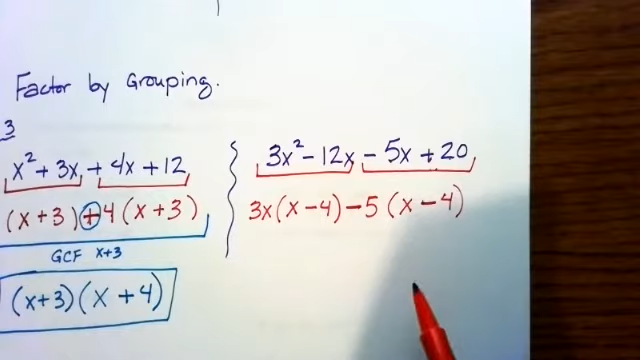 Factor by Grouping.
3
x² + 3x + 4x + 12
(x + 3) + 4(x + 3)
GCF x+3
(x+3)(x + 4)
3x² − 12x − 5x + 20
3x(x − 4) − 5(x − 4)